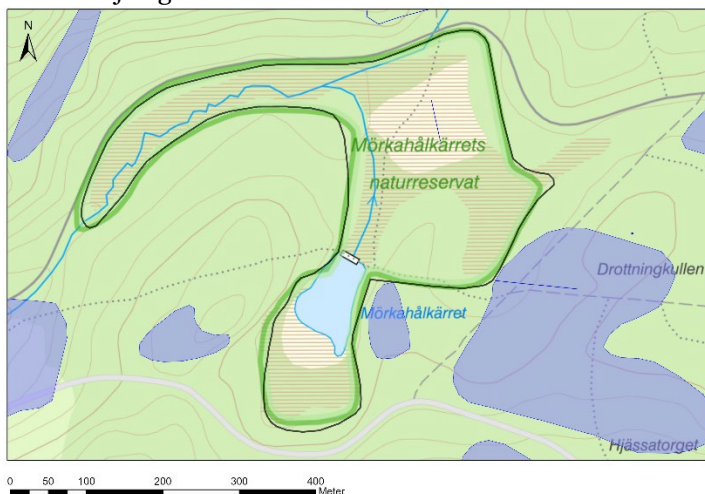 N
Mörkahålkärrets
naturreservat
Drottningkullen
Mörkahålkärret
Hjässatorget
0 50 100 200 300 400
Meter